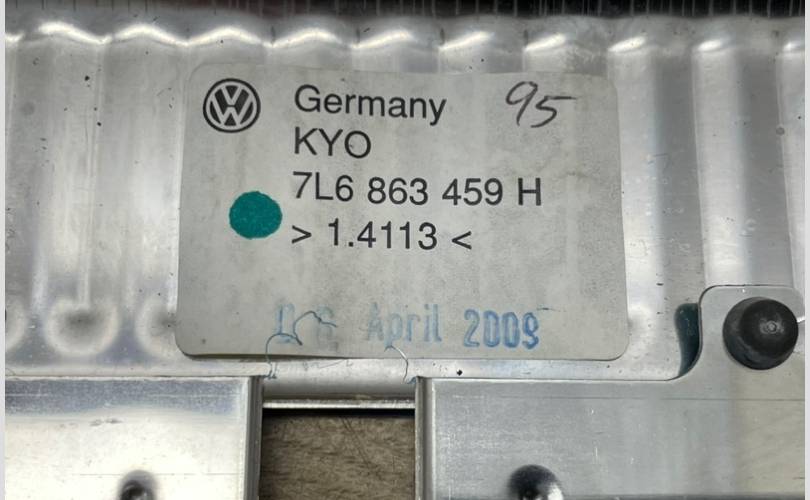 Germany 95
KYO
7L6 863 459 H
> 1.4113 <
April 2009